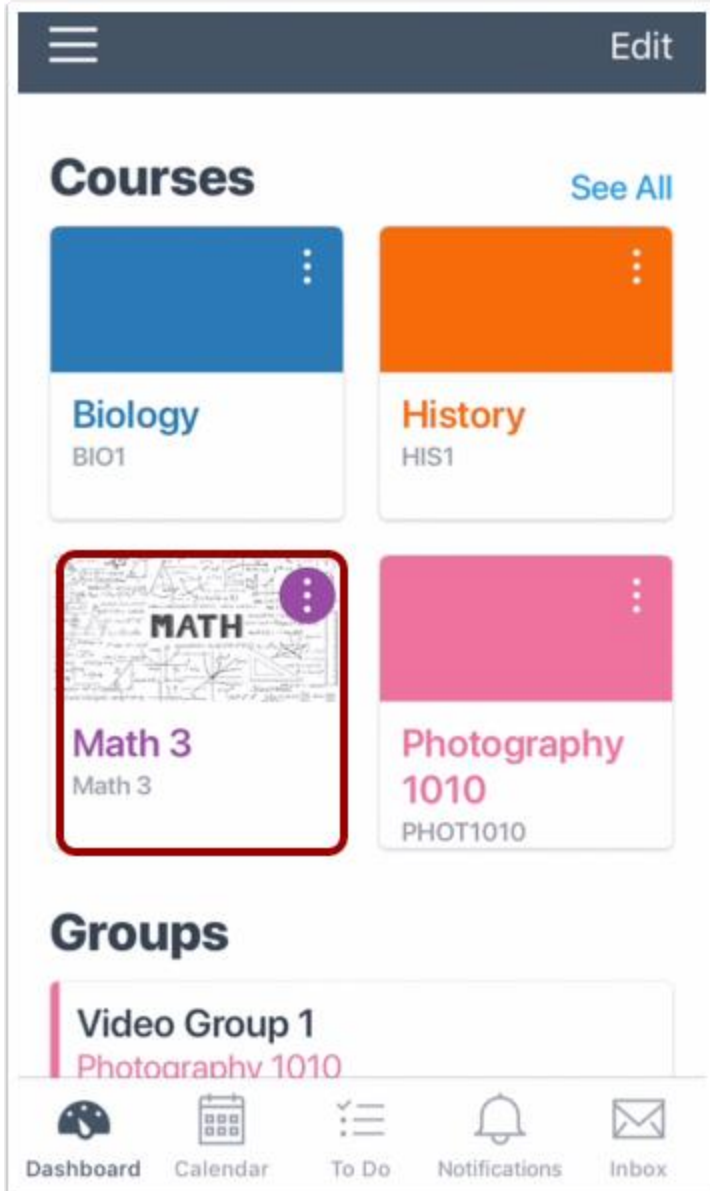 Edit
Courses
See All
Biology
BIO1
History
HIS1
MATH
Math 3
Math 3
Photography
1010
PHOT1010
Groups
Video Group 1
Photography 1010
Dashboard
Calendar
To Do
Notifications
Inbox